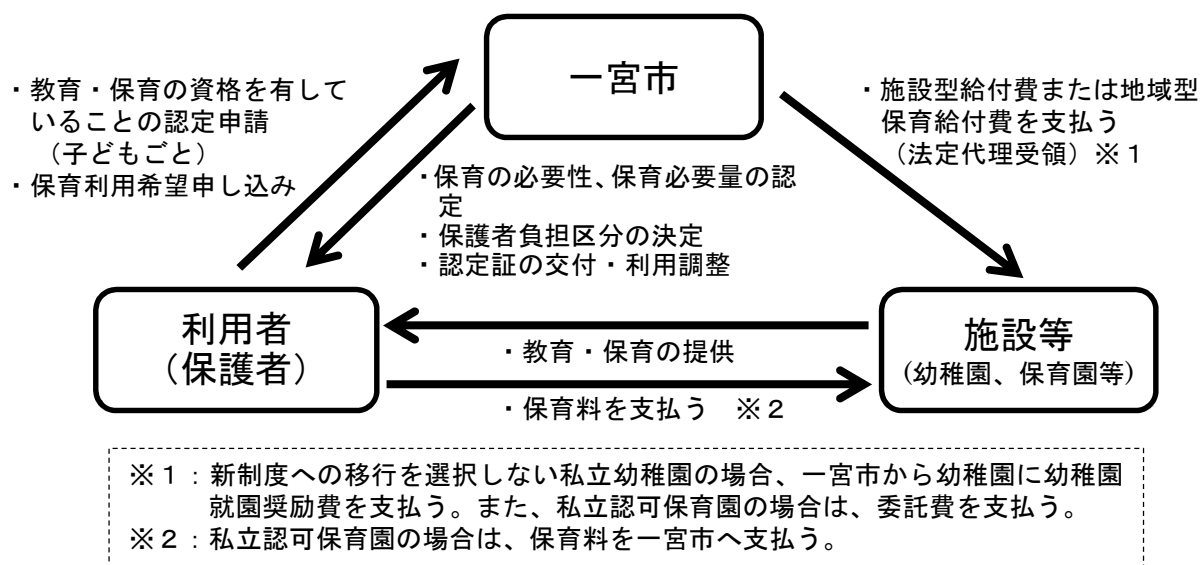 一宮市
・教育・保育の資格を有して
いることの認定申請
（子どもごと）
・保育利用希望申し込み
・保育の必要性、保育必要量の認
定
・保護者負担区分の決定
・認定証の交付・利用調整
・施設型給付費または地域型
保育給付費を支払う
（法定代理受領）※１
利用者
（保護者）
・教育・保育の提供
・保育料を支払う　※２
施設等
(幼稚園、保育園等)
※１：新制度への移行を選択しない私立幼稚園の場合、一宮市から幼稚園に幼稚園
就園奨励費を支払う。また、私立認可保育園の場合は、委託費を支払う。
※２：私立認可保育園の場合は、保育料を一宮市へ支払う。